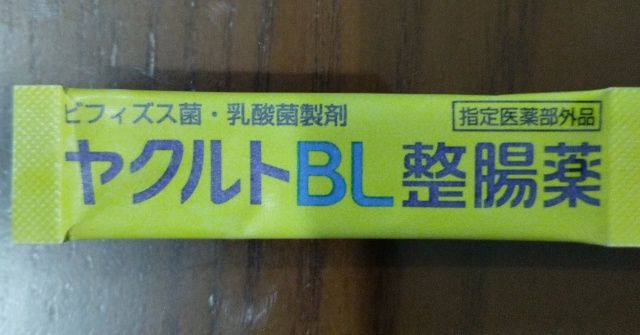 ビフィズス菌・乳酸菌製剤
指定医薬部外品
ヤクルトBL整腸薬